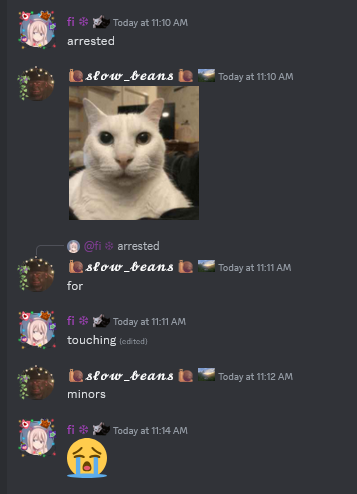 fi ❄ Today at 11:10 AM
arrested
🐌 𝓼𝓵𝓸𝔀_𝓫𝓮𝓪𝓷𝓼 🐌 Today at 11:10 AM
@fi ❄ arrested
🐌 𝓼𝓵𝓸𝔀_𝓫𝓮𝓪𝓷𝓼 🐌 Today at 11:11 AM
for
fi ❄ Today at 11:11 AM
touching (edited)
🐌 𝓼𝓵𝓸𝔀_𝓫𝓮𝓪𝓷𝓼 🐌 Today at 11:12 AM
minors
fi ❄ Today at 11:14 AM
😭